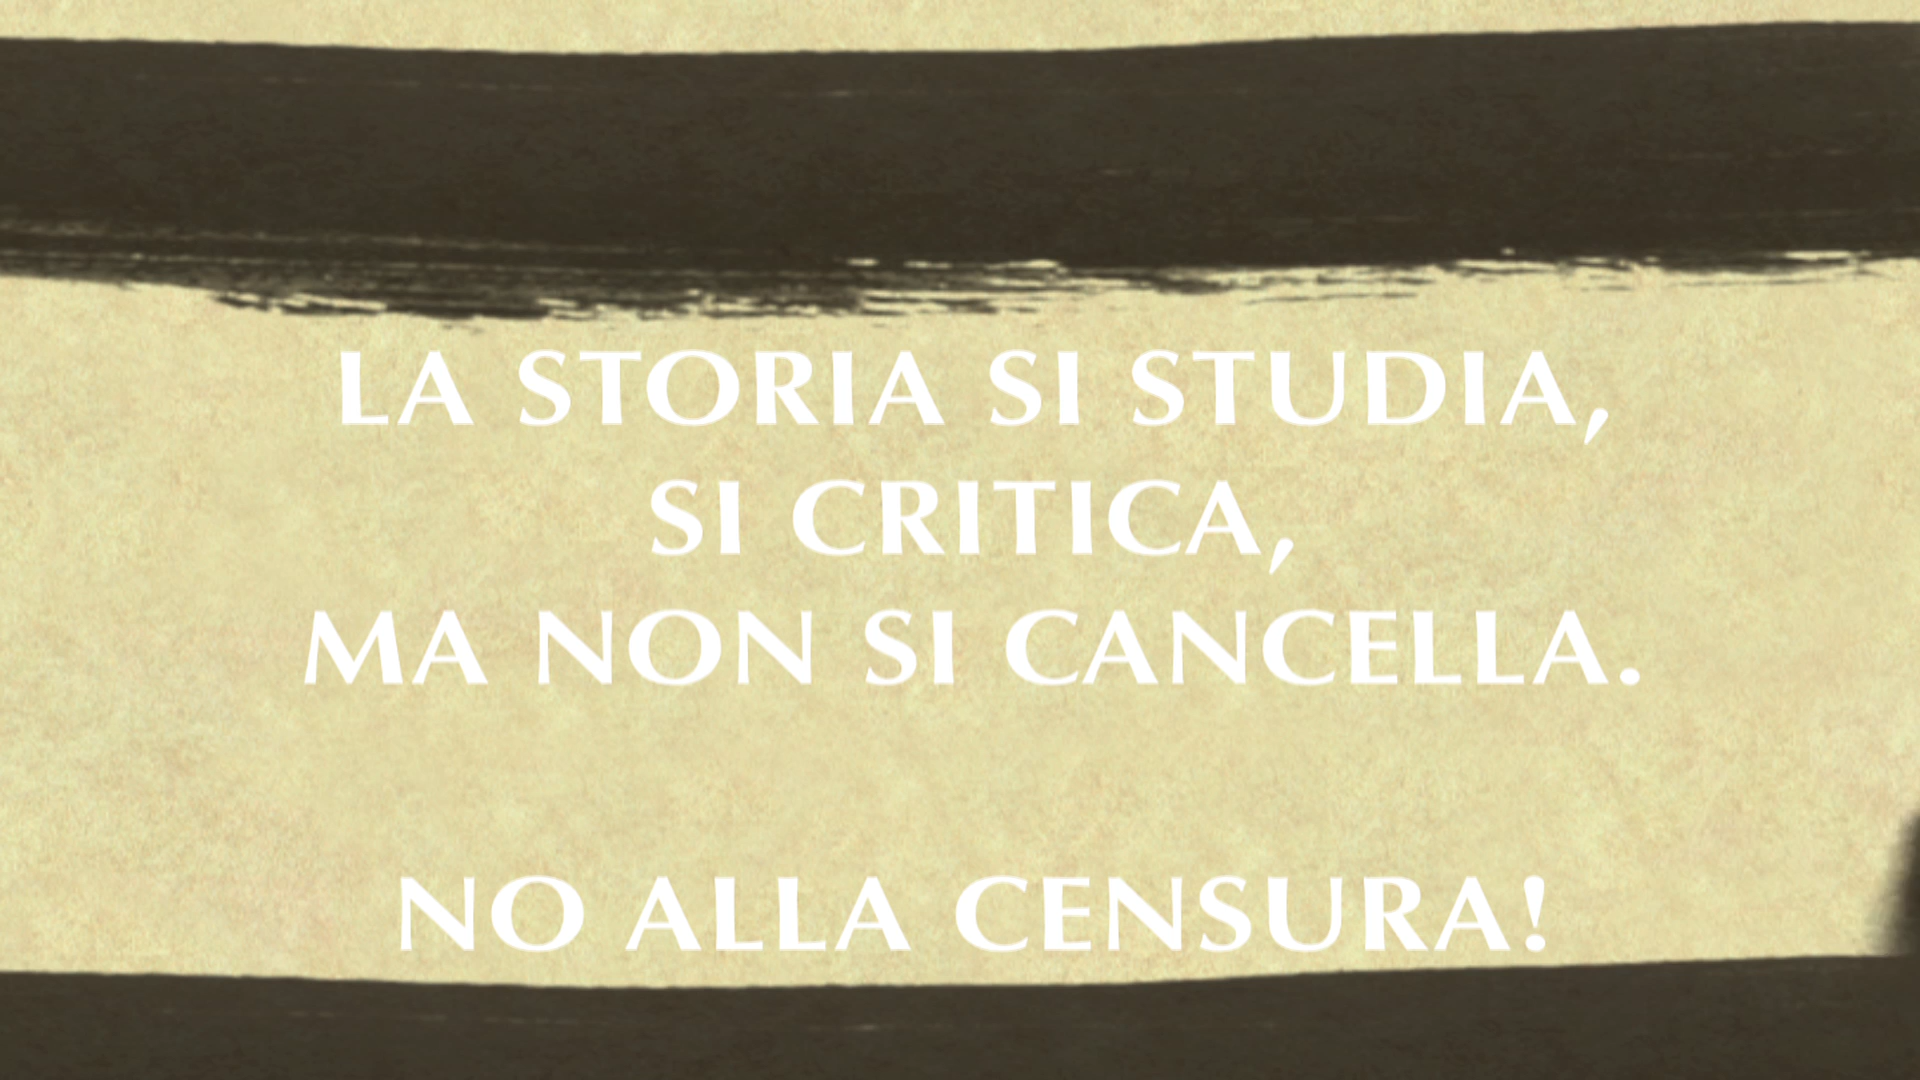 LA STORIA SI STUDIA,
SI CRITICA,
MA NON SI CANCELLA.
NO ALLA CENSURA!